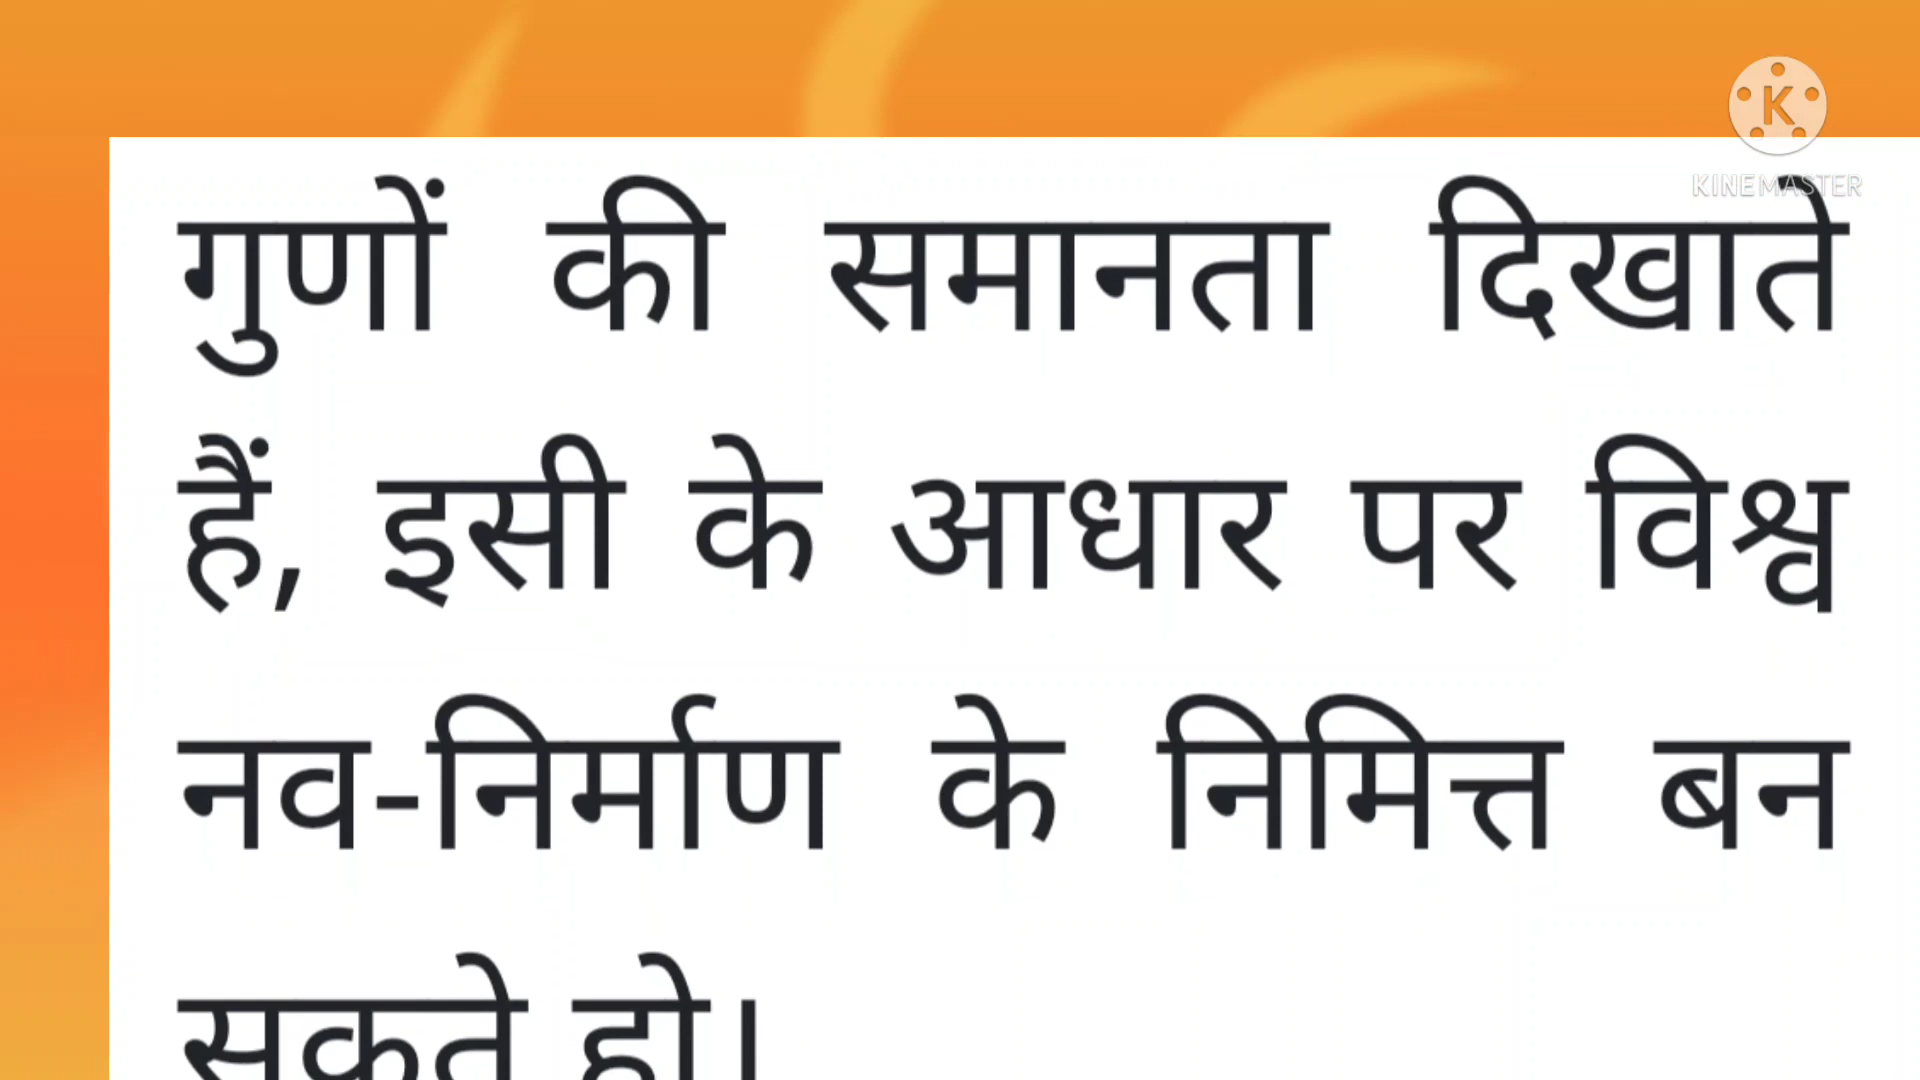 K
KINEMASTER
गुणों की समानता दिखाते
हैं, इसी के आधार पर विश्व
नव-निर्माण के निमित्त बन
सकते हो।